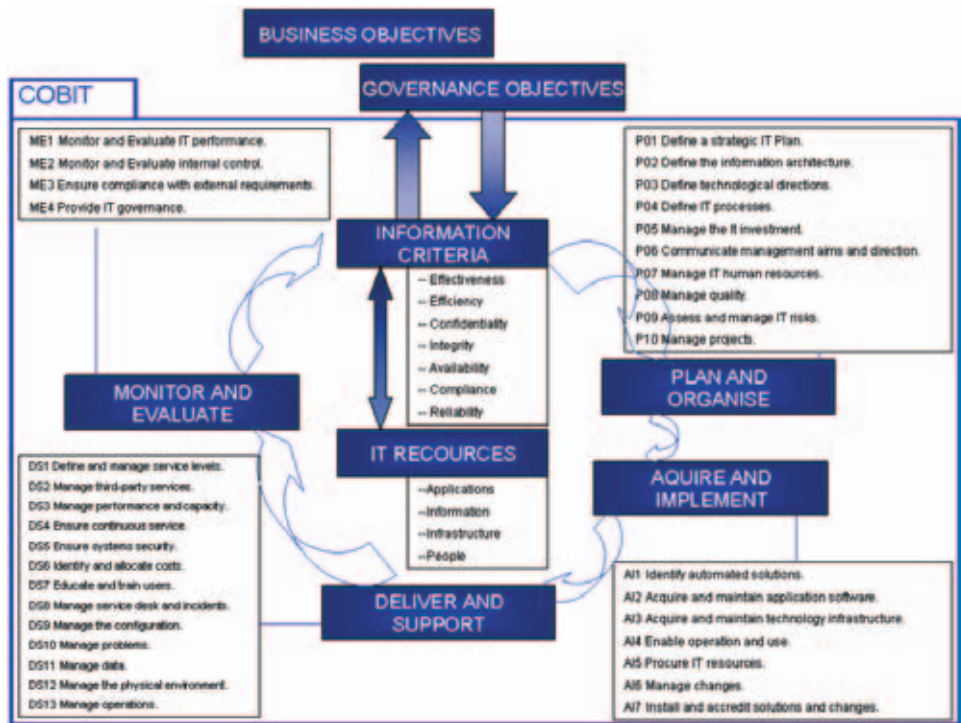 BUSINESS OBJECTIVES
GOVERNANCE OBJECTIVES
COBIT
ME1 Monitor and Evaluate IT performance.
ME2 Monitor and Evaluate internal control.
ME3 Ensure compliance with external requirements.
ME4 Provide IT governance.
P01 Define a strategic IT Plan.
P02 Define the information architecture.
P03 Define technological directions.
P04 Define IT processes.
P05 Manage the It investment.
P06 Communicate management aims and direction.
P07 Manage IT human resources.
P08 Manage quality.
P09 Assess and manage IT risks.
P10 Manage projects.
INFORMATION
CRITERIA
-- Effectiveness
-- Efficiency
-- Confidentiality
-- Integrity
-- Availability
-- Compliance
-- Reliability
MONITOR AND
EVALUATE
PLAN AND
ORGANISE
IT RECOURCES
--Applications
--Information
--Infrastructure
--People
AQUIRE AND
IMPLEMENT
DS1 Define and manage service levels.
DS2 Manage third-party services.
DS3 Manage performance and capacity.
DS4 Ensure continuous service.
DS5 Ensure systems security.
DS6 Identify and allocate costs.
DS7 Educate and train users.
DS8 Manage service desk and incidents.
DS9 Manage the configuration.
DS10 Manage problems.
DS11 Manage data.
DS12 Manage the physical environment.
DS13 Manage operations.
DELIVER AND
SUPPORT
AI1 Identify automated solutions.
AI2 Acquire and maintain application software.
AI3 Acquire and maintain technology infrastructure.
AI4 Enable operation and use.
AI5 Procure IT resources.
AI6 Manage changes.
AI7 Install and accredit solutions and changes.